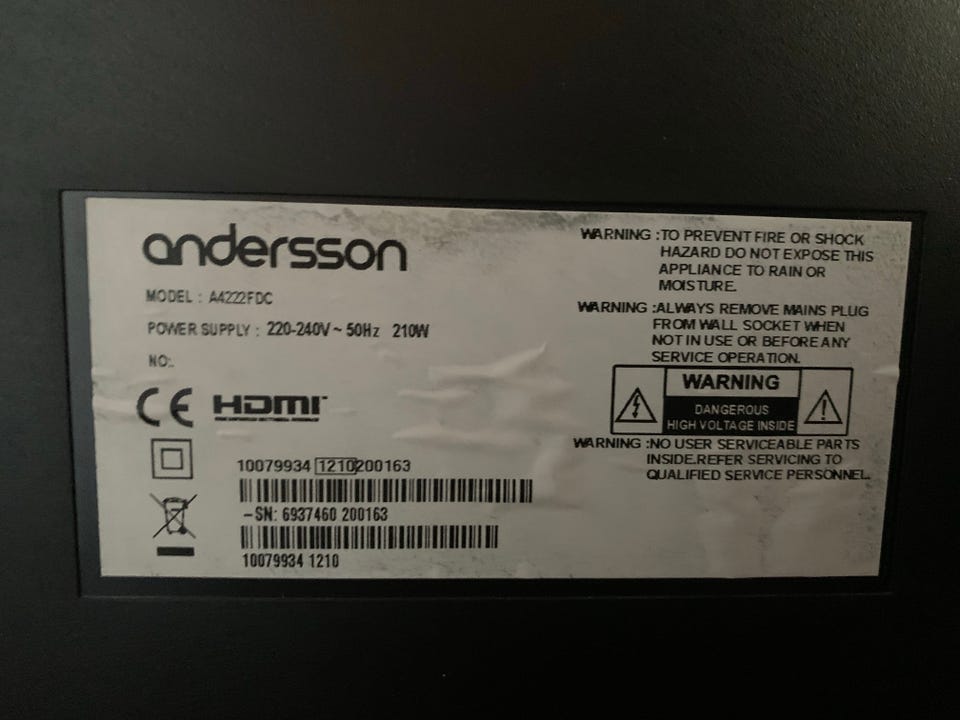 andersson
MODEL : A4222FDC
POWER SUPPLY : 220-240V ~ 50Hz 210W
NO:.
CE HDMI
10079934 1210200163
-SN: 6937460 200163
10079934 1210
WARNING :TO PREVENT FIRE OR SHOCK
HAZARD DO NOT EXPOSE THIS
APPLIANCE TO RAIN OR
MOISTURE.
WARNING :ALWAYS REMOVE MAINS PLUG
FROM WALL SOCKET WHEN
NOT IN USE OR BEFORE ANY
SERVICE OPERATION.
WARNING
DANGEROUS
HIGH VOLTAGE INSIDE
WARNING :NO USER SERVICEABLE PARTS
INSIDE.REFER SERVICING TO
QUALIFIED SERVICE PERSONNEL.